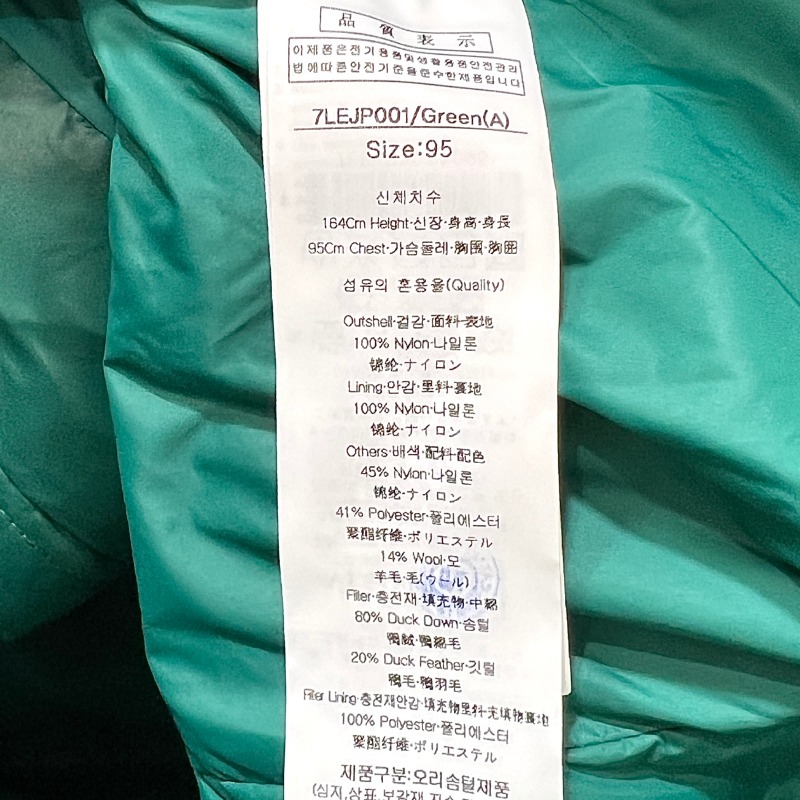 品質表示
이제품은전기용품및생활용품안전관리
법에따른안전기준을준수한제품입니다
7LEJP001/Green(A)
Size:95
신체치수
164Cm Height·신장·身高·身長
95Cm Chest·가슴둘레·胸围·胸囲
섬유의 혼용율(Quality)
Outshell·겉감·面料·表地
100% Nylon·나일론
锦纶·ナイロン
Lining·안감·里料·裏地
100% Nylon·나일론
锦纶·ナイロン
Others·배색·配料·配色
45% Nylon·나일론
锦纶·ナイロン
41% Polyester·폴리에스터
聚酯纤维·ポリエステル
14% Wool·모
羊毛·毛(ウール)
Filler·충전재·填充物·中綿
80% Duck Down·솜털
鸭绒·鴨綿毛
20% Duck Feather·깃털
鸭毛·鴨羽毛
Filler Lining·충전재안감·填充物里料·充填物裏地
100% Polyester·폴리에스터
聚酯纤维·ポリエステル
제품구분:오리솜털제품
(심지,상표,보강재,자수